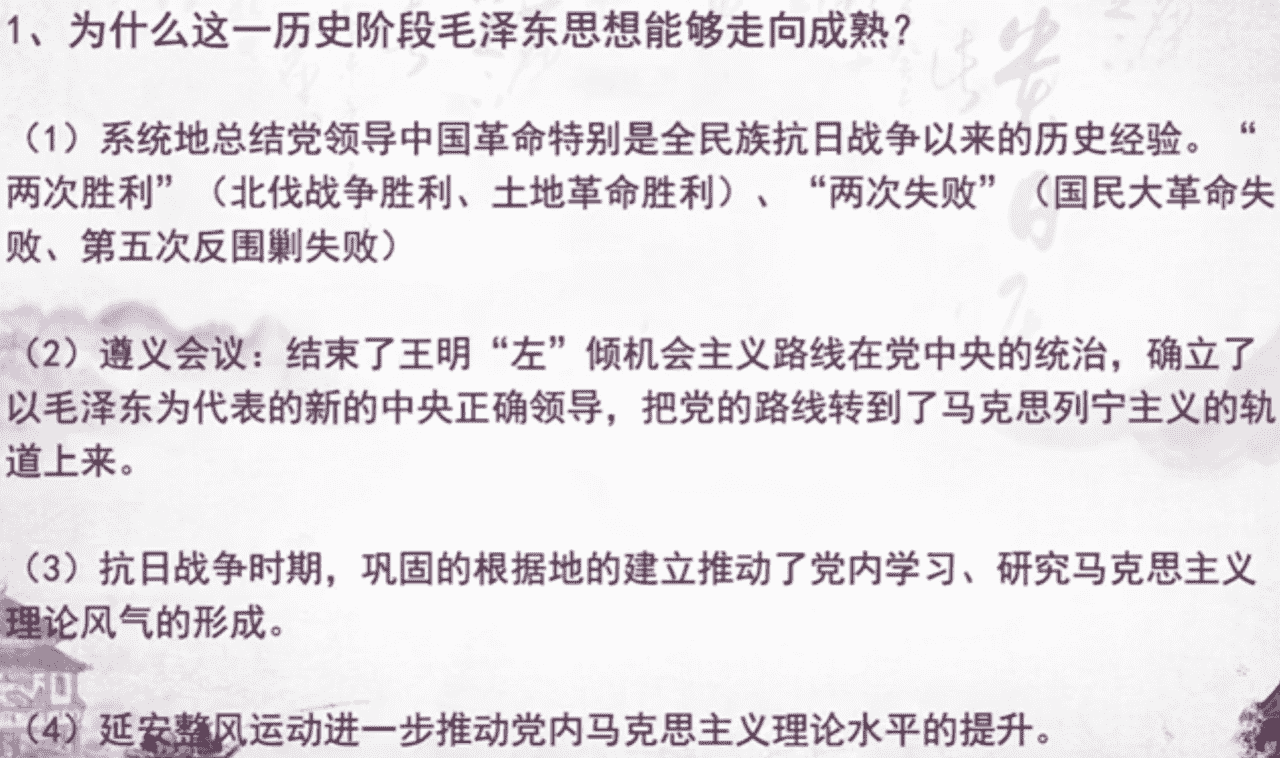 1、为什么这一历史阶段毛泽东思想能够走向成熟？
（1）系统地总结党领导中国革命特别是全民族抗日战争以来的历史经验。“
两次胜利”（北伐战争胜利、土地革命胜利）、“两次失败”（国民大革命失
败、第五次反围剿失败）
（2）遵义会议：结束了王明“左”倾机会主义路线在党中央的统治，确立了
以毛泽东为代表的新的中央正确领导，把党的路线转到了马克思列宁主义的轨
道上来。
（3）抗日战争时期，巩固的根据地的建立推动了党内学习、研究马克思主义
理论风气的形成。
（4）延安整风运动进一步推动党内马克思主义理论水平的提升。